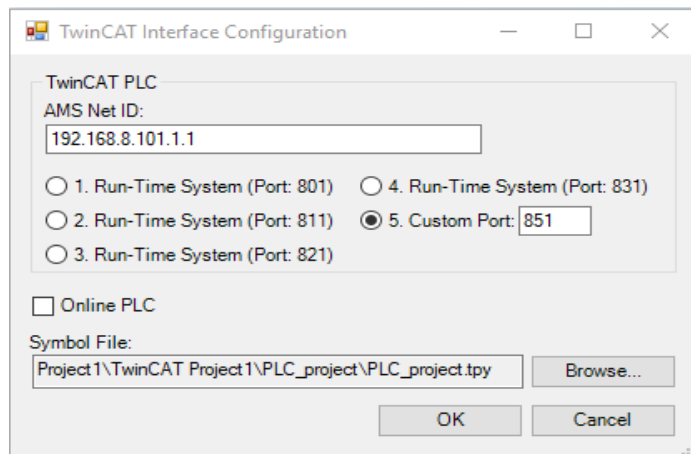 TwinCAT Interface Configuration
TwinCAT PLC
AMS Net ID:
192.168.8.101.1.1
1. Run-Time System (Port: 801)
4. Run-Time System (Port: 831)
2. Run-Time System (Port: 811)
5. Custom Port: 851
3. Run-Time System (Port: 821)
Online PLC
Symbol File:
Project1\TwinCAT Project1\PLC_project\PLC_project.tpy
Browse...
OK
Cancel